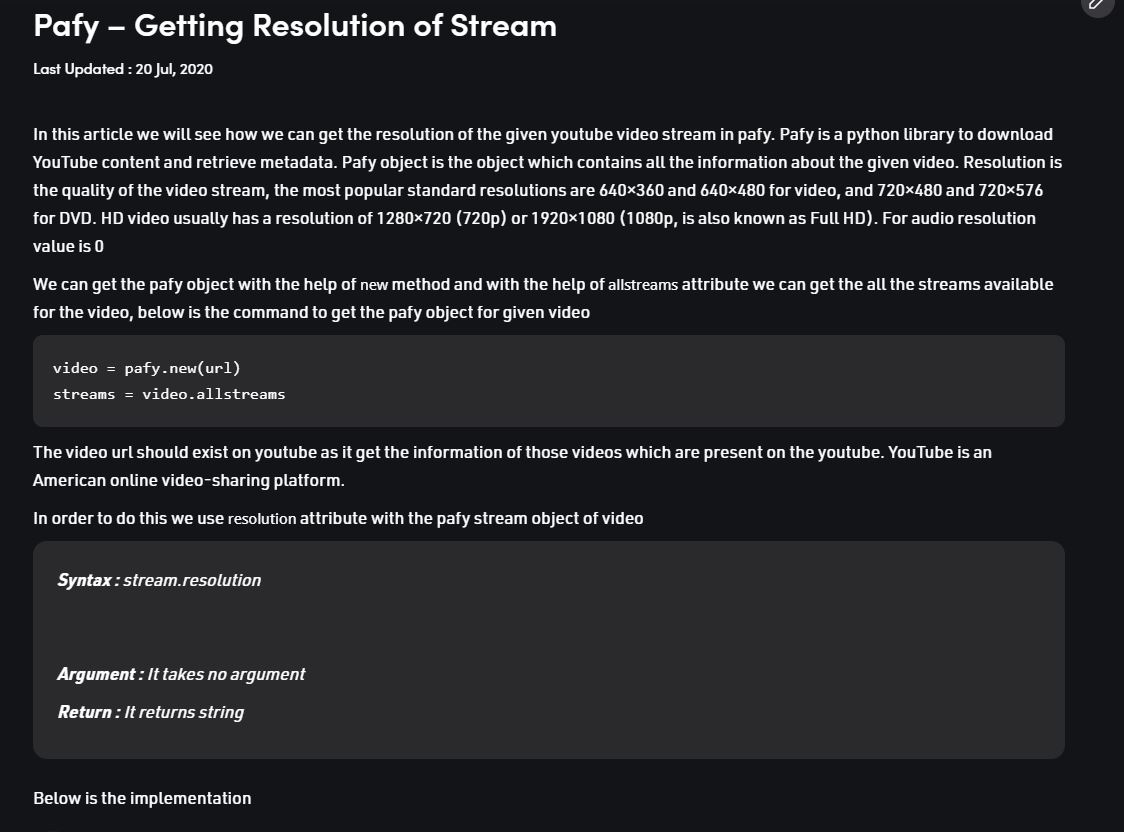 Pafy – Getting Resolution of Stream
Last Updated : 20 Jul, 2020
In this article we will see how we can get the resolution of the given youtube video stream in pafy. Pafy is a python library to download
YouTube content and retrieve metadata. Pafy object is the object which contains all the information about the given video. Resolution is
the quality of the video stream, the most popular standard resolutions are 640×360 and 640×480 for video, and 720×480 and 720×576
for DVD. HD video usually has a resolution of 1280×720 (720p) or 1920×1080 (1080p, is also known as Full HD). For audio resolution
value is 0
We can get the pafy object with the help of new method and with the help of allstreams attribute we can get the all the streams available
for the video, below is the command to get the pafy object for given video
video = pafy.new(url)
streams = video.allstreams
The video url should exist on youtube as it get the information of those videos which are present on the youtube. YouTube is an
American online video-sharing platform.
In order to do this we use resolution attribute with the pafy stream object of video
Syntax : stream.resolution
Argument : It takes no argument
Return : It returns string
Below is the implementation